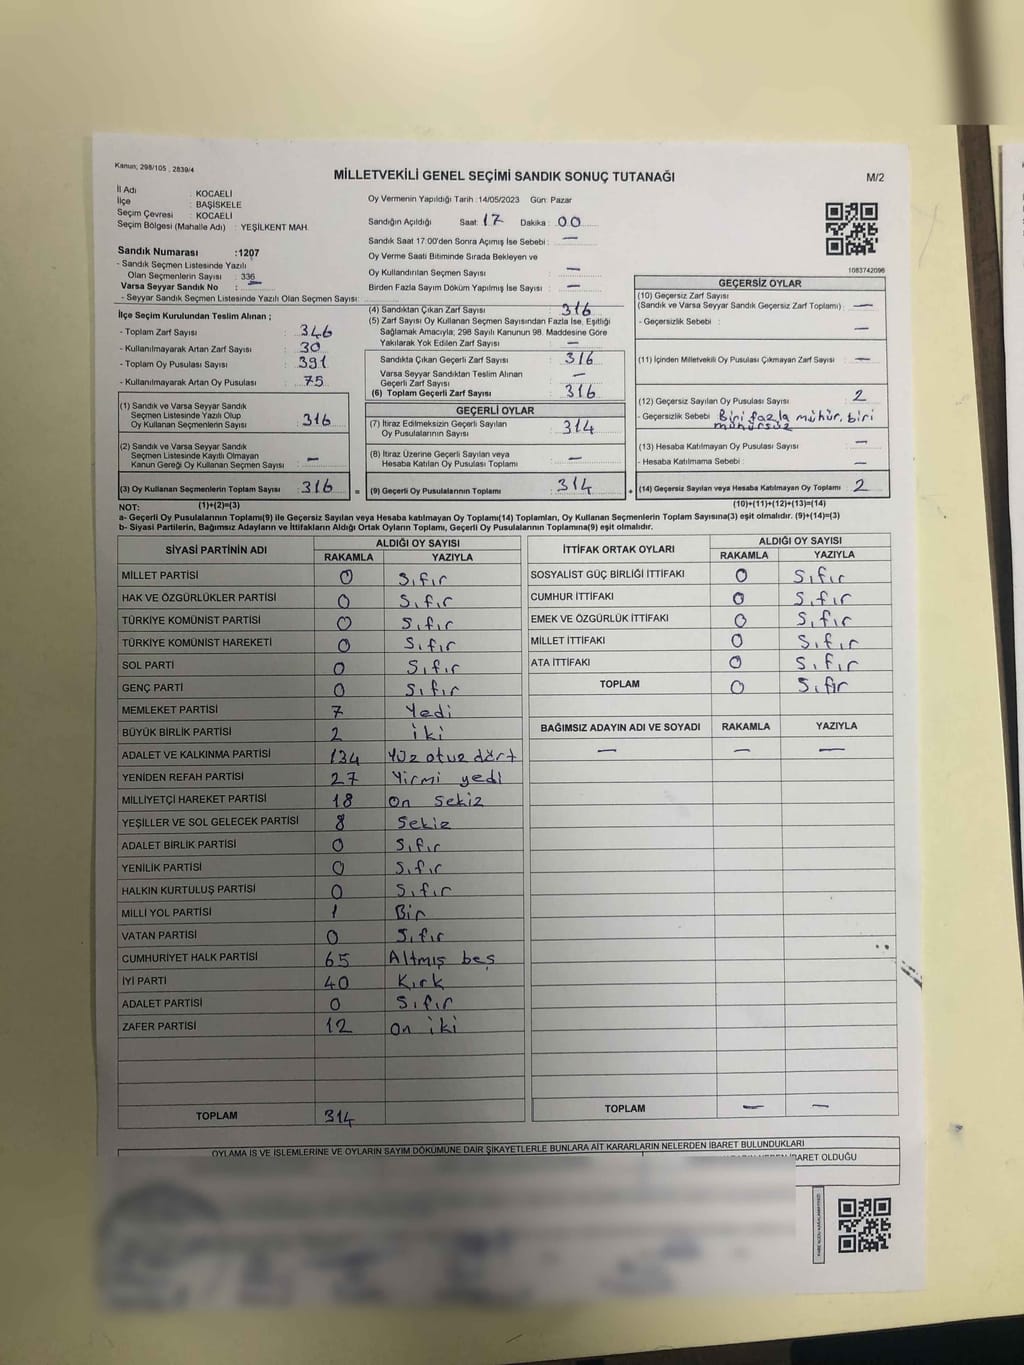 Kanun; 298/105 , 2839/4
MİLLETVEKİLİ GENEL SEÇİMİ SANDIK SONUÇ TUTANAĞI
M/2
İl Adı : KOCAELİ
İlçe : BAŞİSKELE
Seçim Çevresi : KOCAELİ
Seçim Bölgesi (Mahalle Adı) : YEŞİLKENT MAH.
Sandık Numarası :1207
- Sandık Seçmen Listesinde Yazılı
Olan Seçmenlerin Sayısı : 336
Varsa Seyyar Sandık No : —
- Seyyar Sandık Seçmen Listesinde Yazılı Olan Seçmen Sayısı:
Oy Vermenin Yapıldığı Tarih :14/05/2023 Gün: Pazar
Sandığın Açıldığı Saat: 17 Dakika : 00
Sandık Saat 17:00'den Sonra Açımış İse Sebebi : —
Oy Verme Saati Bitiminde Sırada Bekleyen ve
Oy Kullandırılan Seçmen Sayısı : —
Birden Fazla Sayım Döküm Yapılmış İse Sayısı : —
1083742096
İlçe Seçim Kurulundan Teslim Alınan ;
- Toplam Zarf Sayısı : 346
- Kullanılmayarak Artan Zarf Sayısı : 30
- Toplam Oy Pusulası Sayısı : 391
- Kullanılmayarak Artan Oy Pusulası : 75
(1) Sandık ve Varsa Seyyar Sandık
Seçmen Listesinde Yazılı Olup
Oy Kullanan Seçmenlerin Sayısı : 316
(2) Sandık ve Varsa Seyyar Sandık
Seçmen Listesinde Kayıtlı Olmayan
Kanun Gereği Oy Kullanan Seçmen Sayısı : —
(3) Oy Kullanan Seçmenlerin Toplam Sayısı : 316
(4) Sandıktan Çıkan Zarf Sayısı : 316
(5) Zarf Sayısı Oy Kullanan Seçmen Sayısından Fazla İse, Eşitliği
Sağlamak Amacıyla; 298 Sayılı Kanunun 98. Maddesine Göre
Yakılarak Yok Edilen Zarf Sayısı : —
Sandıkta Çıkan Geçerli Zarf Sayısı : 316
Varsa Seyyar Sandıktan Teslim Alınan
Geçerli Zarf Sayısı : —
(6) Toplam Geçerli Zarf Sayısı : 316
GEÇERLİ OYLAR
(7) İtiraz Edilmeksizin Geçerli Sayılan
Oy Pusulalarının Sayısı : 314
(8) İtiraz Üzerine Geçerli Sayılan veya
Hesaba Katılan Oy Pusulası Toplamı : —
= (9) Geçerli Oy Pusulalarının Toplamı : 314
GEÇERSİZ OYLAR
(10) Geçersiz Zarf Sayısı
(Sandık ve Varsa Seyyar Sandık Geçersiz Zarf Toplamı) : —
- Geçersizlik Sebebi : —
(11) İçinden Milletvekili Oy Pusulası Çıkmayan Zarf Sayısı : —
(12) Geçersiz Sayılan Oy Pusulası Sayısı : 2
- Geçersizlik Sebebi : Biri fazla mühür, biri
mühürsüz
(13) Hesaba Katılmayan Oy Pusulası Sayısı : —
- Hesaba Katılmama Sebebi : —
+ (14) Geçersiz Sayılan veya Hesaba Katılmayan Oy Toplamı : 2
NOT: (1)+(2)=(3) (10)+(11)+(12)+(13)=(14)
a- Geçerli Oy Pusulalarının Toplamı(9) ile Geçersiz Sayılan veya Hesaba katılmayan Oy Toplamı(14) Toplamları, Oy Kullanan Seçmenlerin Toplam Sayısına(3) eşit olmalıdır. (9)+(14)=(3)
b- Siyasi Partilerin, Bağımsız Adayların ve İttifakların Aldığı Ortak Oyların Toplamı, Geçerli Oy Pusulalarının Toplamına(9) eşit olmalıdır.
SİYASİ PARTİNİN ADI ALDIĞI OY SAYISI
RAKAMLA YAZIYLA
MİLLET PARTİSİ 0 Sıfır
HAK VE ÖZGÜRLÜKLER PARTİSİ 0 Sıfır
TÜRKİYE KOMÜNİST PARTİSİ 0 Sıfır
TÜRKİYE KOMÜNİST HAREKETİ 0 Sıfır
SOL PARTİ 0 Sıfır
GENÇ PARTİ 0 Sıfır
MEMLEKET PARTİSİ 7 Yedi
BÜYÜK BİRLİK PARTİSİ 2 iki
ADALET VE KALKINMA PARTİSİ 134 Yüz otuz dört
YENİDEN REFAH PARTİSİ 27 Yirmi yedi
MİLLİYETÇİ HAREKET PARTİSİ 18 On sekiz
YEŞİLLER VE SOL GELECEK PARTİSİ 8 Sekiz
ADALET BİRLİK PARTİSİ 0 Sıfır
YENİLİK PARTİSİ 0 Sıfır
HALKIN KURTULUŞ PARTİSİ 0 Sıfır
MİLLİ YOL PARTİSİ 1 Bir
VATAN PARTİSİ 0 Sıfır
CUMHURİYET HALK PARTİSİ 65 Altmış beş
İYİ PARTİ 40 Kırk
ADALET PARTİSİ 0 Sıfır
ZAFER PARTİSİ 12 On iki
TOPLAM 314
İTTİFAK ORTAK OYLARI ALDIĞI OY SAYISI
RAKAMLA YAZIYLA
SOSYALİST GÜÇ BİRLİĞİ İTTİFAKI 0 Sıfır
CUMHUR İTTİFAKI 0 Sıfır
EMEK VE ÖZGÜRLÜK İTTİFAKI 0 Sıfır
MİLLET İTTİFAKI 0 Sıfır
ATA İTTİFAKI 0 Sıfır
TOPLAM 0 Sıfır
BAĞIMSIZ ADAYIN ADI VE SOYADI RAKAMLA YAZIYLA
— — —
TOPLAM — —
OYLAMA İŞ VE İŞLEMLERİNE VE OYLARIN SAYIM DÖKÜMÜNE DAİR ŞİKAYETLERLE BUNLARA AİT KARARLARIN NELERDEN İBARET BULUNDUKLARI
OLDUĞU